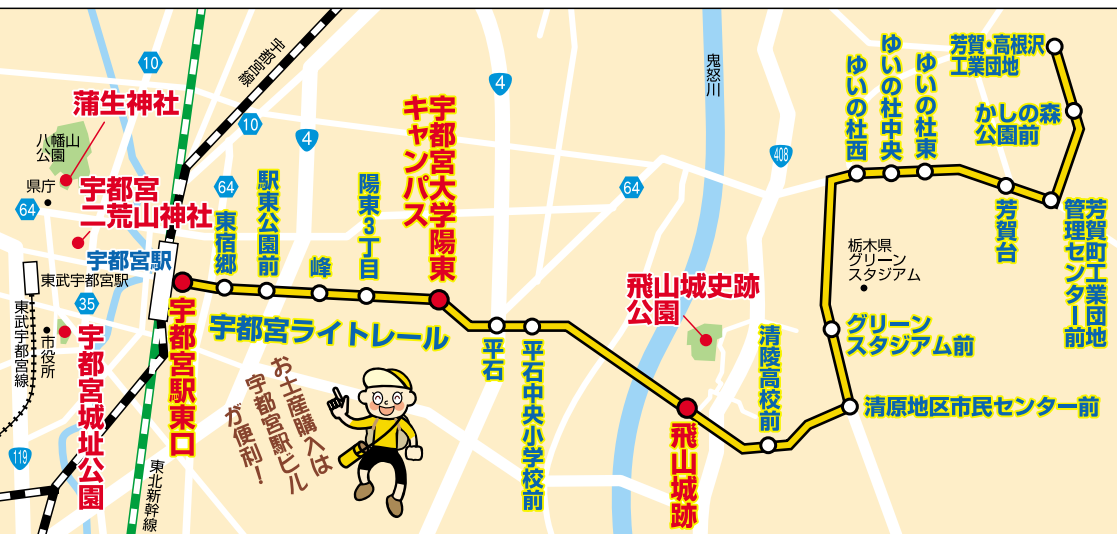 10
蒲生神社
八幡山
公園
県庁
64
宇都宮
二荒山神社
宇都宮駅
東武宇都宮駅
35
東武宇都宮線
市役所
宇都宮城址公園
119
東北新幹線
宇都宮線
10
4
64
東宿郷
駅東公園前
峰
陽東3丁目
宇都宮大学陽東
キャンパス
宇都宮駅東口
宇都宮ライトレール
お土産購入は
宇都宮駅ビル
が便利!
4
64
平石
平石中央小学校前
鬼怒川
408
飛山城史跡
公園
飛山城跡
清陵高校前
清原地区市民センター前
グリーン
スタジアム前
栃木県
グリーン
スタジアム
ゆいの杜西
ゆいの杜中央
ゆいの杜東
芳賀台
芳賀町工業団地
管理センター前
かしの森
公園前
芳賀・高根沢
工業団地